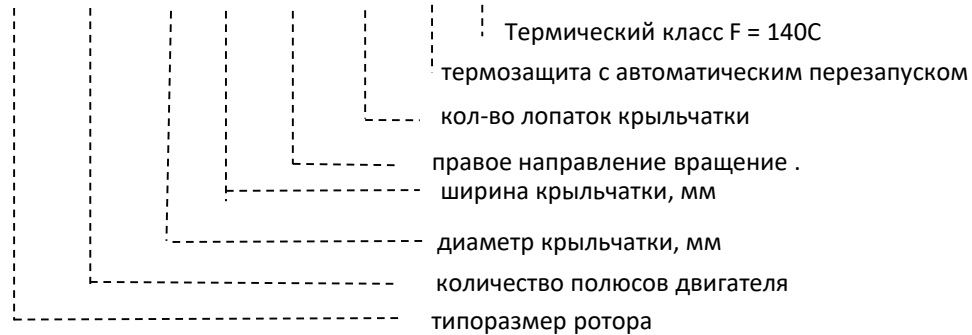 Термический класс F = 140С
термозащита с автоматическим перезапуском
кол-во лопаток крыльчатки
правое направление вращение .
ширина крыльчатки, мм
диаметр крыльчатки, мм
количество полюсов двигателя
типоразмер ротора